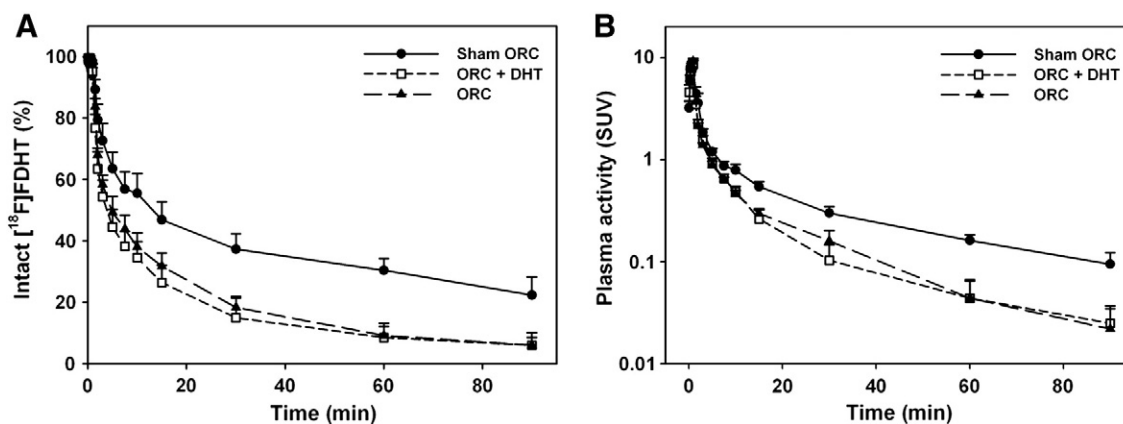 A
Intact [¹⁸F]FDHT (%)
100
80
60
40
20
0
0 20 40 60 80
Time (min)
Sham ORC
ORC + DHT
ORC
B
Plasma activity (SUV)
10
1
0.1
0.01
0 20 40 60 80
Time (min)
Sham ORC
ORC + DHT
ORC